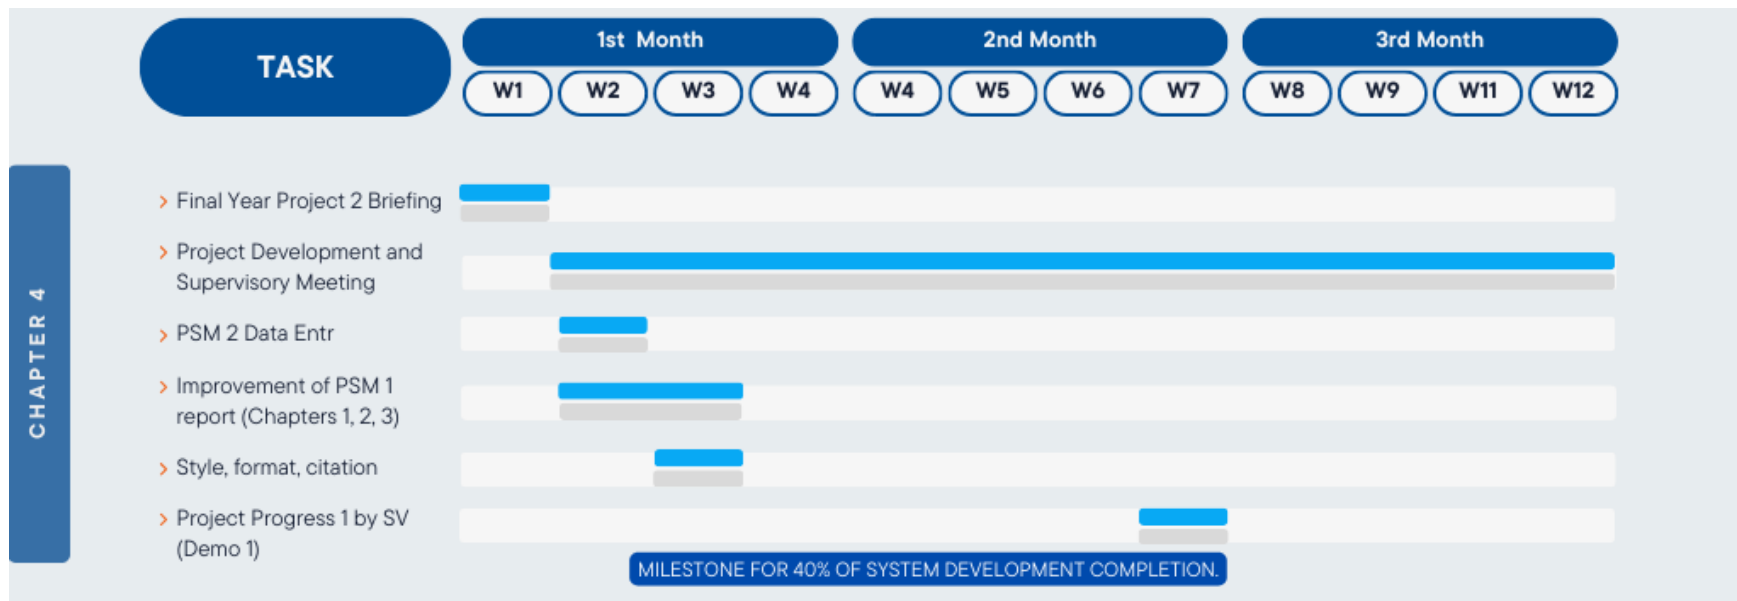 TASK
1st Month
2nd Month
3rd Month
W1 W2 W3 W4 W4 W5 W6 W7 W8 W9 W11 W12
CHAPTER 4
Final Year Project 2 Briefing
Project Development and
Supervisory Meeting
PSM 2 Data Entr
Improvement of PSM 1
report (Chapters 1, 2, 3)
Style, format, citation
Project Progress 1 by SV
(Demo 1)
MILESTONE FOR 40% OF SYSTEM DEVELOPMENT COMPLETION.